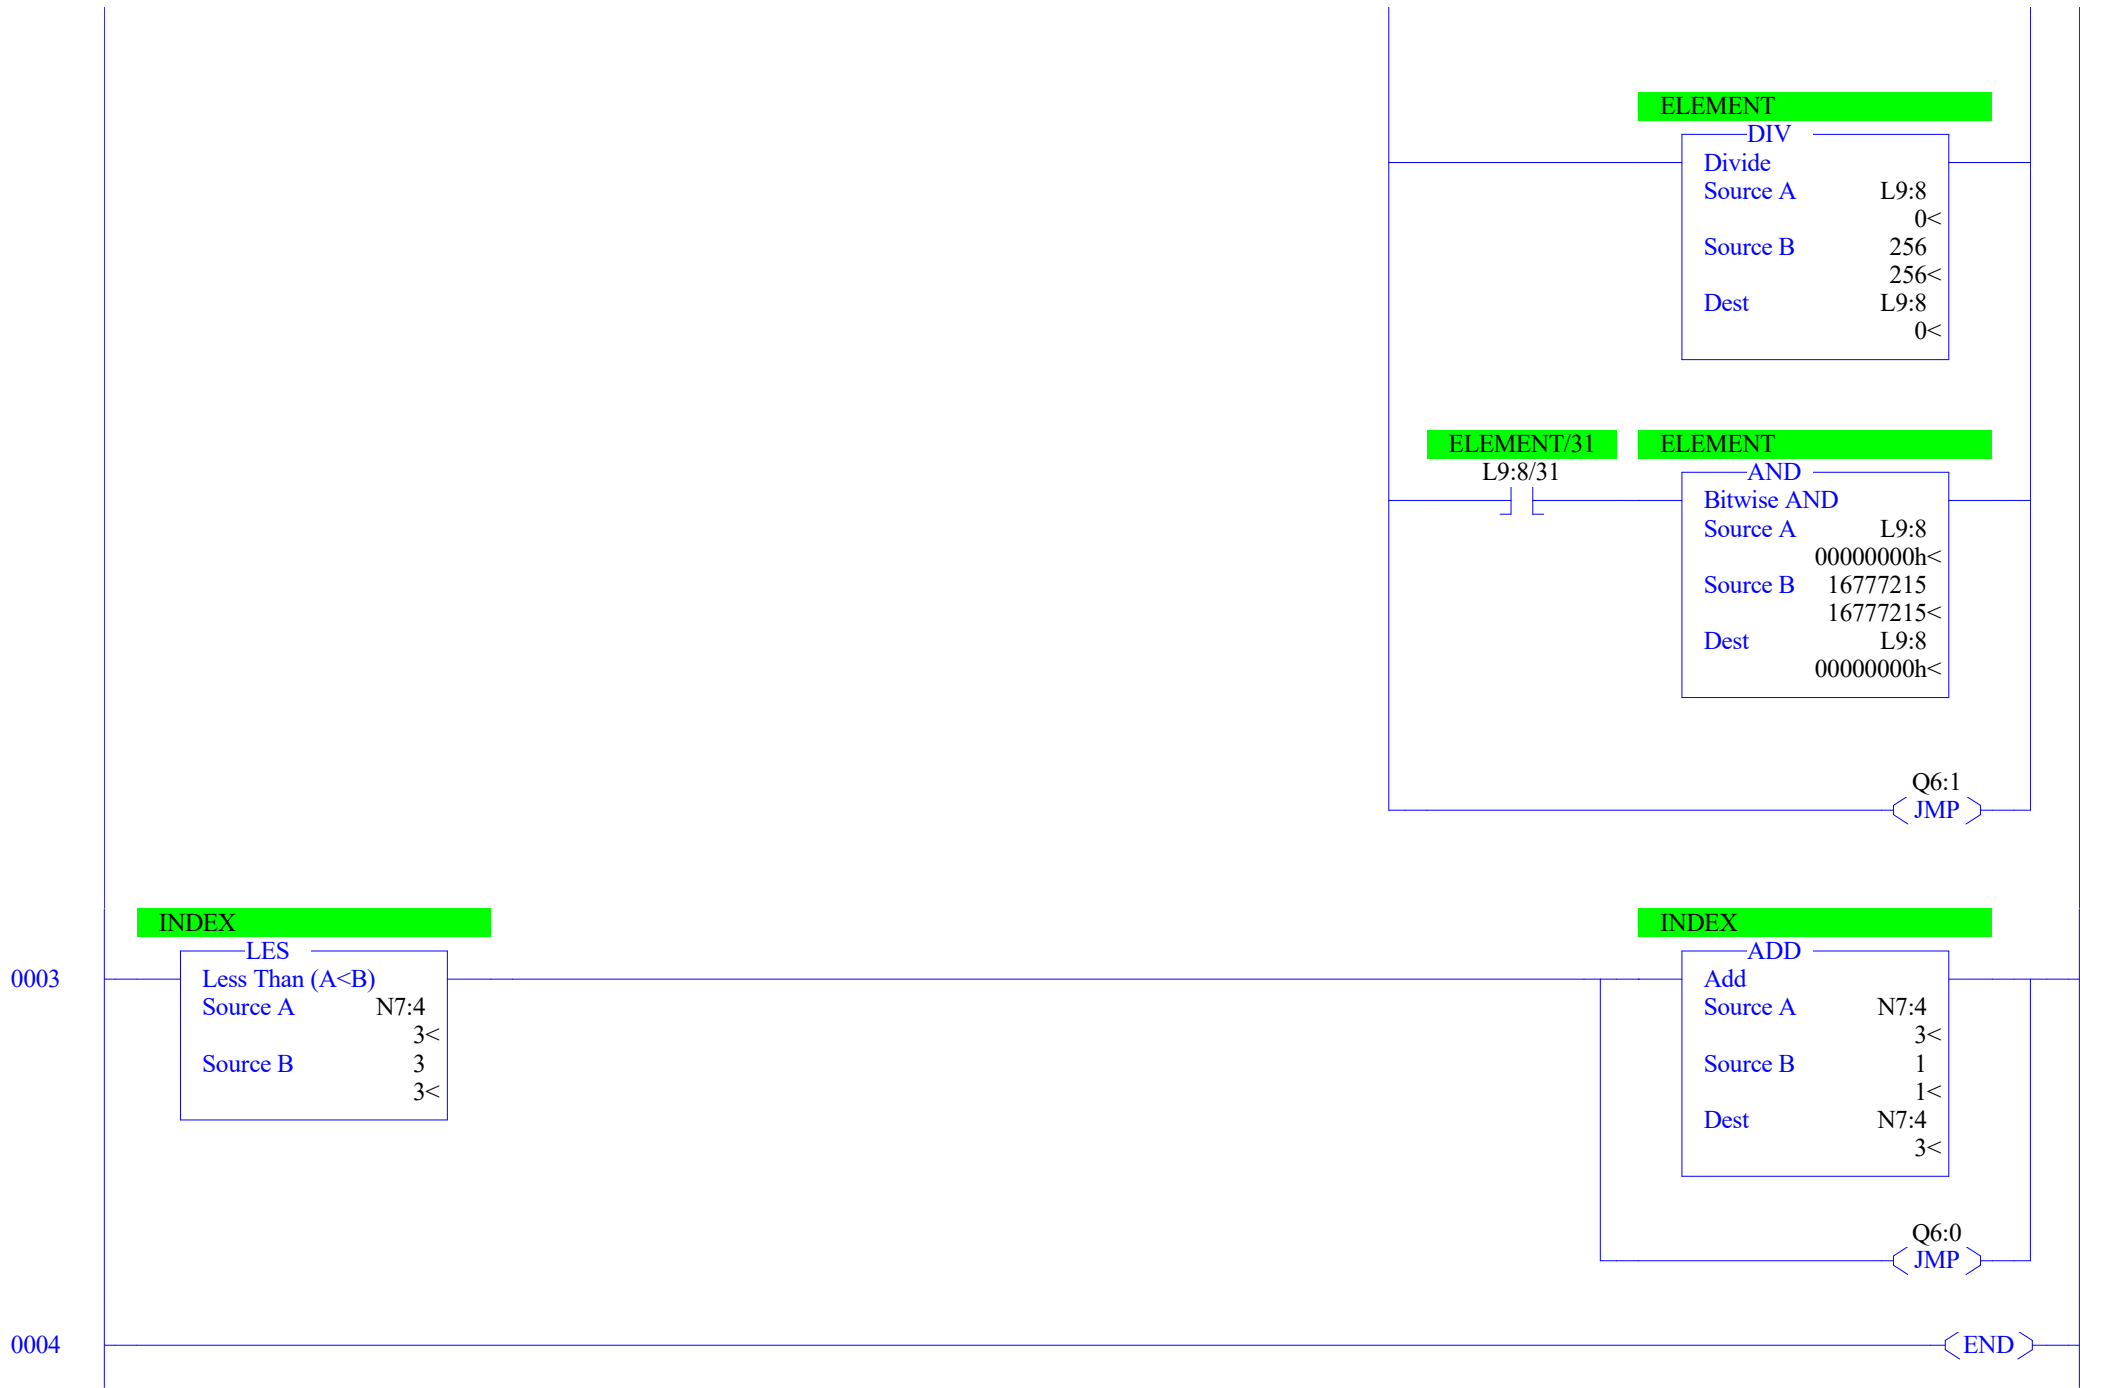 ELEMENT
DIV
Divide
Source A L9:8
0<
Source B 256
256<
Dest L9:8
0<
ELEMENT/31 ELEMENT
L9:8/31 AND
Bitwise AND
Source A L9:8
00000000h<
Source B 16777215
16777215<
Dest L9:8
00000000h<
Q6:1
JMP
INDEX INDEX
LES ADD
0003 Less Than (A<B) Add
Source A N7:4 Source A N7:4
3< 3<
Source B 3 Source B 1
3< 1<
Dest N7:4
3<
Q6:0
JMP
0004 END